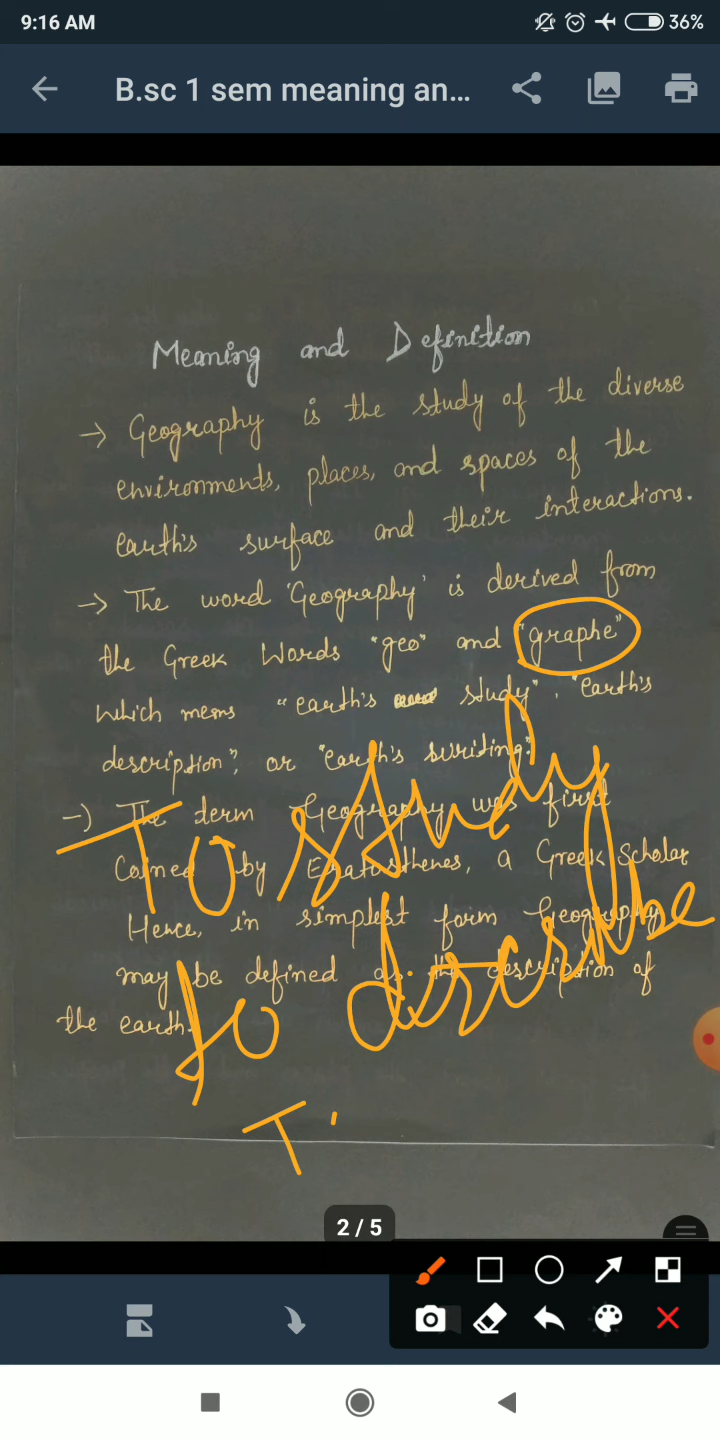 9:16 AM 36%
B.sc 1 sem meaning an...
Meaning and Definition
→ Geography is the study of the diverse
environments, places, and spaces of the
earth's surface and their interactions.
→ The word 'Geography' is derived from
the Greek Words "geo" and "graphe"
which means "earth's study", "earth's
description", or "earth's writing".
→) The derm Geography was first
Coined by Eratosthenes, a Greek Scholar
Hence, in simplest form Geography
may be defined as the description of
the earth.
TO study
to describe
T
2 / 5